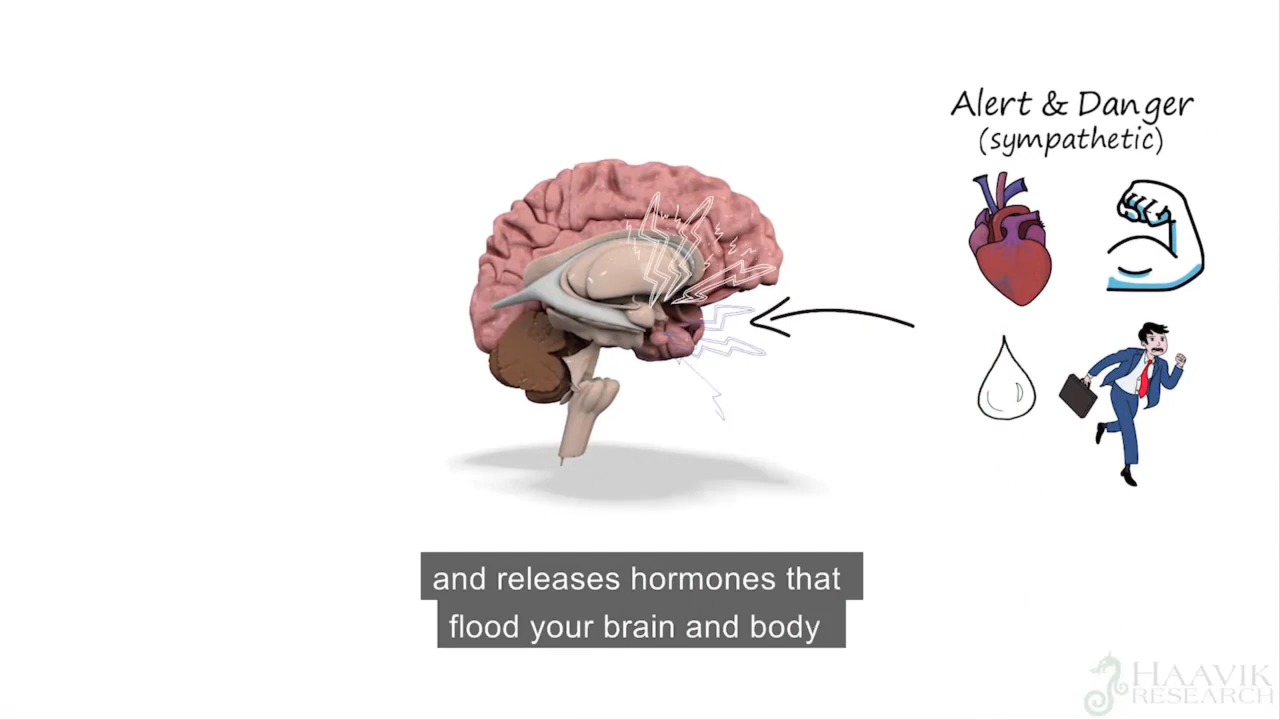 Alert & Danger
(sympathetic)
and releases hormones that
flood your brain and body
HAAVIK
RESEARCH